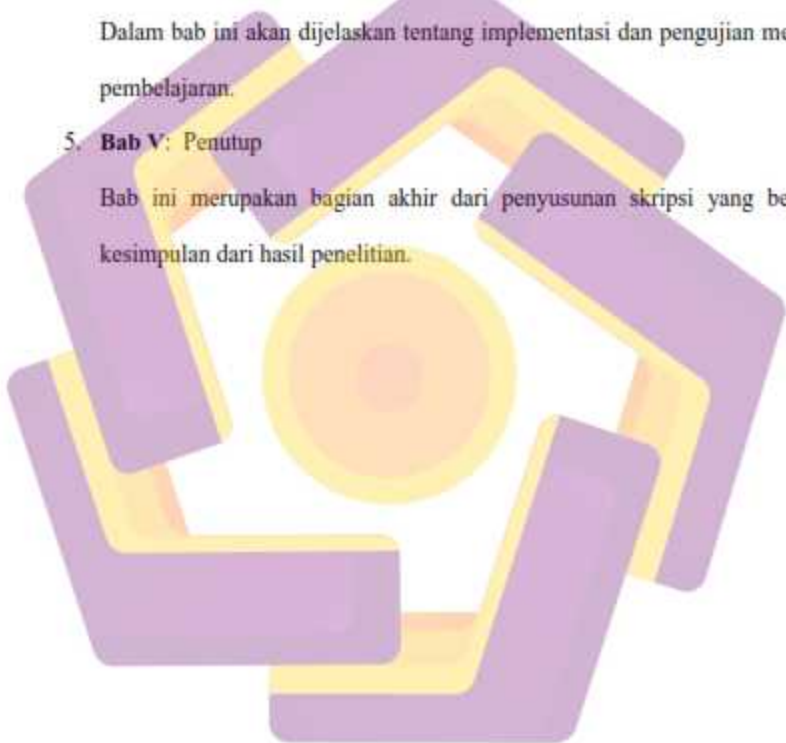 Dalam bab ini akan dijelaskan tentang implementasi dan pengujian
pembelajaran.
5. Bab V: Penutup
Bab ini merupakan bagian akhir dari penyusunan skripsi yang
kesimpulan dari hasil penelitian.